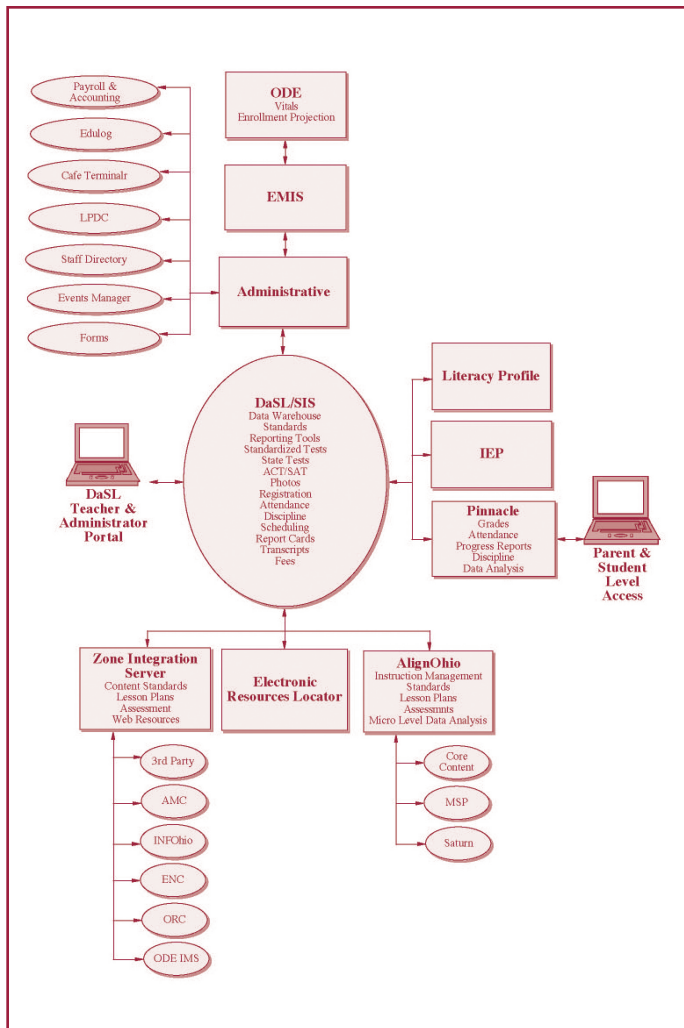 Payroll &
Accounting
Edulog
Cafe Terminalr
LPDC
Staff Directory
Events Manager
Forms
ODE
Vitals
Enrollment Projection
EMIS
Administrative
DaSL/SIS
Data Warehouse
Standards
Reporting Tools
Standardized Tests
State Tests
ACT/SAT
Photos
Registration
Attendance
Discipline
Scheduling
Report Cards
Transcripts
Fees
DaSL
Teacher &
Administrator
Portal
Literacy Profile
IEP
Pinnacle
Grades
Attendance
Progress Reports
Discipline
Data Analysis
Parent &
Student
Level
Access
Zone Integration
Server
Content Standards
Lesson Plans
Assessment
Web Resources
Electronic
Resources Locator
AlignOhio
Instruction Management
Standards
Lesson Plans
Assessmnts
Micro Level Data Analysis
3rd Party
AMC
INFOhio
ENC
ORC
ODE IMS
Core
Content
MSP
Saturn